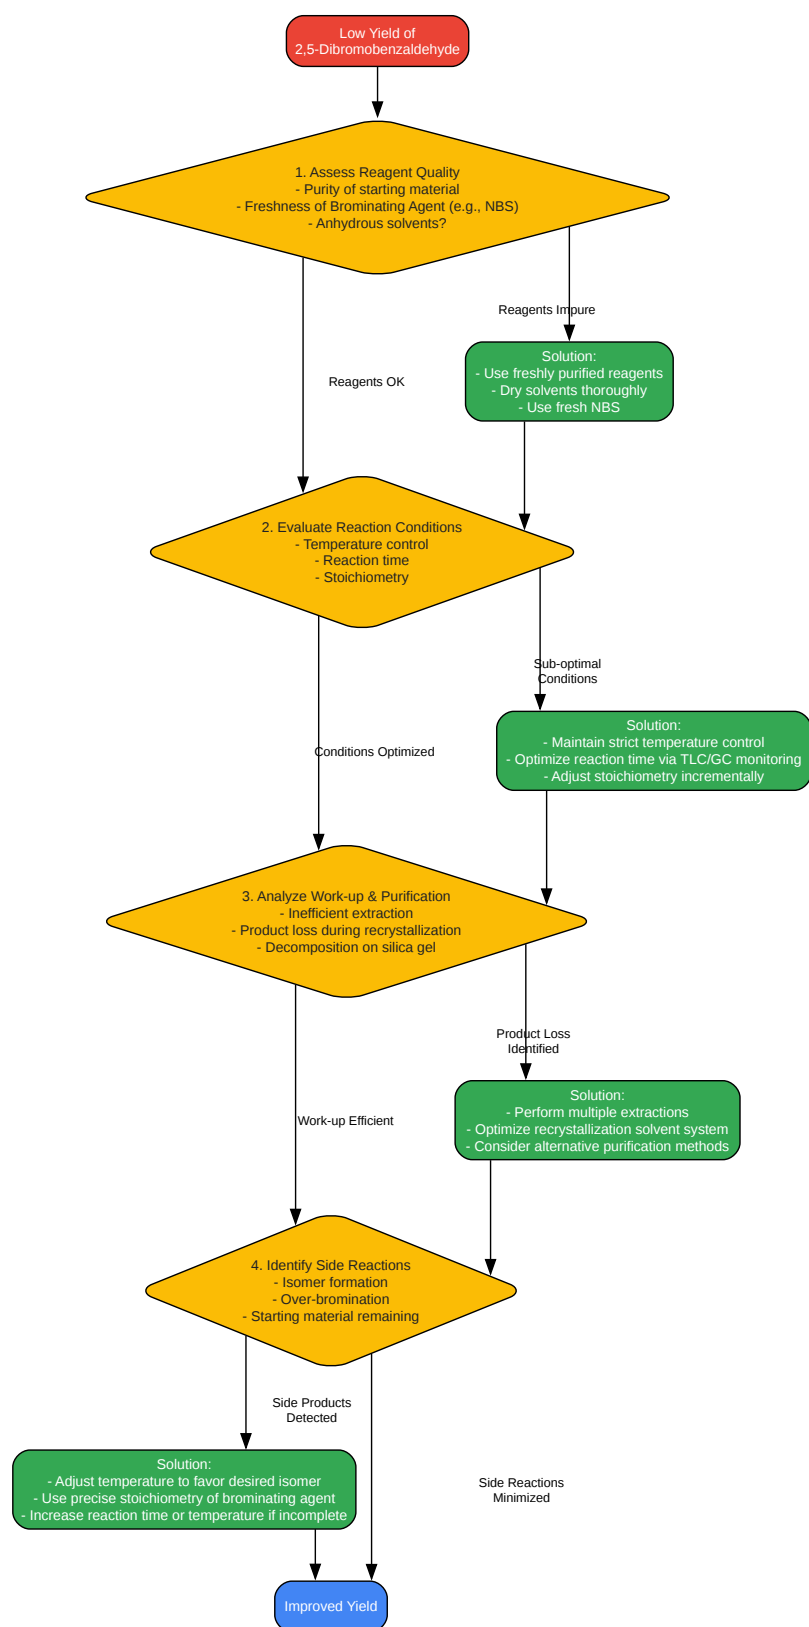 Low Yield of
2,5-Dibromobenzaldehyde
1. Assess Reagent Quality
- Purity of starting material
- Freshness of Brominating Agent (e.g., NBS)
- Anhydrous solvents?
Reagents Impure
Solution:
- Use freshly purified reagents
- Dry solvents thoroughly
- Use fresh NBS
Reagents OK
2. Evaluate Reaction Conditions
- Temperature control
- Reaction time
- Stoichiometry
Sub-optimal
Conditions
Solution:
- Maintain strict temperature control
- Optimize reaction time via TLC/GC monitoring
- Adjust stoichiometry incrementally
Conditions Optimized
3. Analyze Work-up & Purification
- Inefficient extraction
- Product loss during recrystallization
- Decomposition on silica gel
Product Loss
Identified
Solution:
- Perform multiple extractions
- Optimize recrystallization solvent system
- Consider alternative purification methods
Work-up Efficient
4. Identify Side Reactions
- Isomer formation
- Over-bromination
- Starting material remaining
Side Products
Detected
Solution:
- Adjust temperature to favor desired isomer
- Use precise stoichiometry of brominating agent
- Increase reaction time or temperature if incomplete
Side Reactions
Minimized
Improved Yield